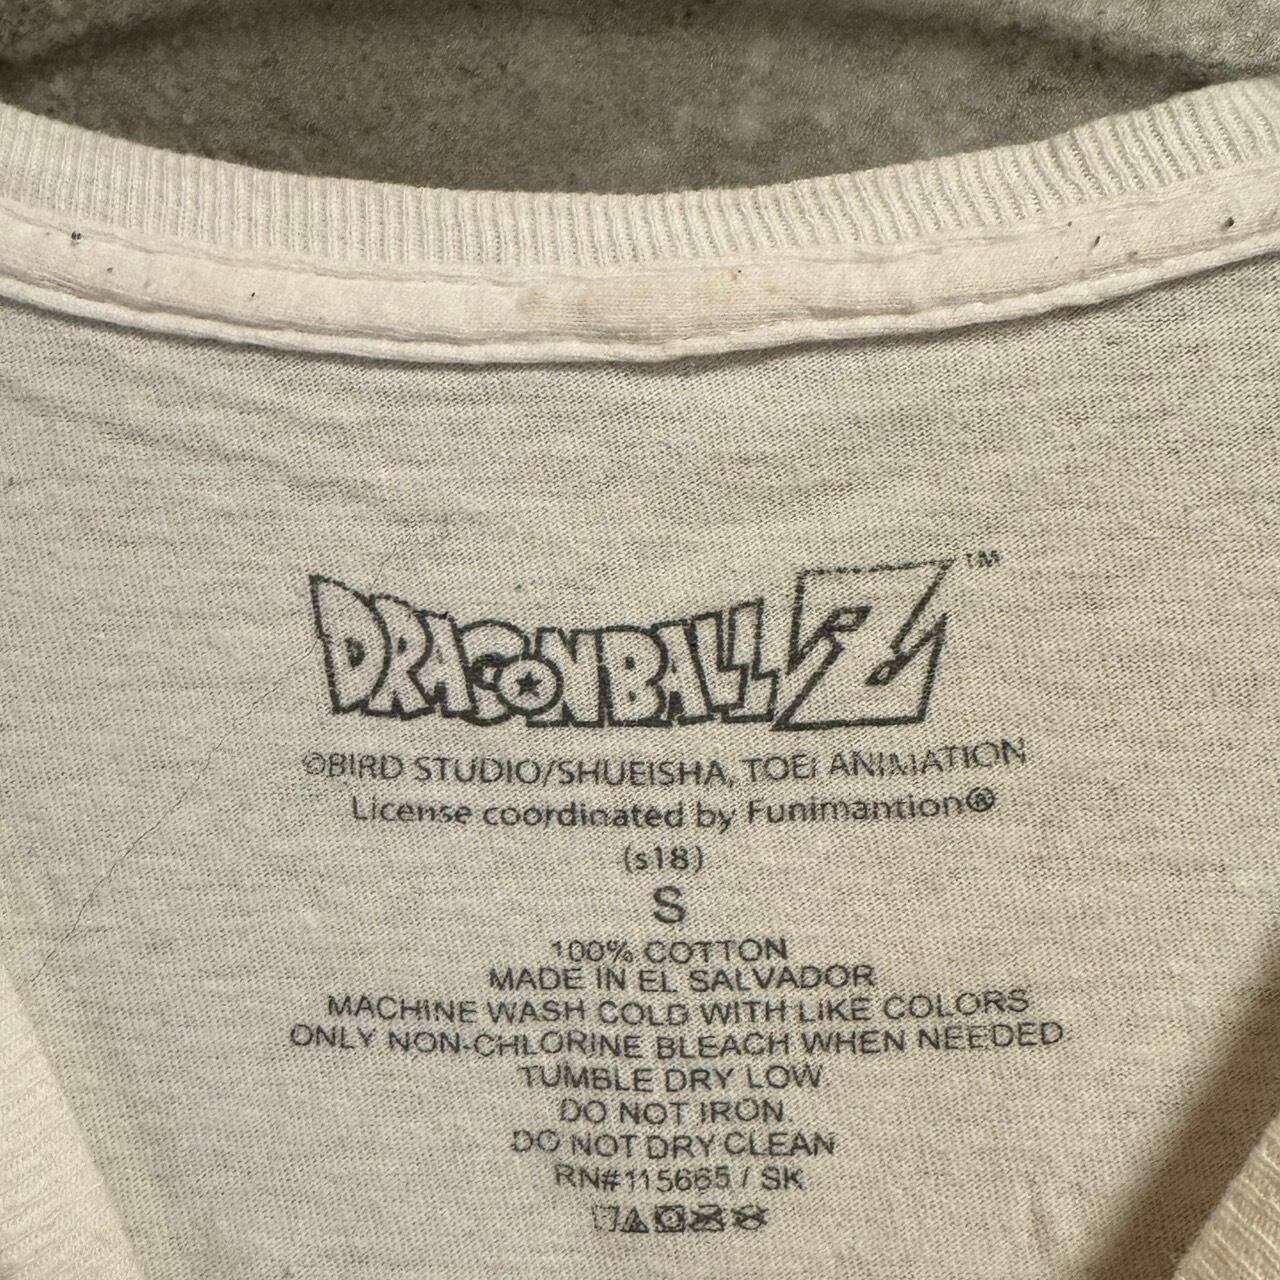 DRAGONBALL Z™
©BIRD STUDIO/SHUEISHA, TOEI ANIMATION
License coordinated by Funimantion®
(s18)
S
100% COTTON
MADE IN EL SALVADOR
MACHINE WASH COLD WITH LIKE COLORS
ONLY NON-CHLORINE BLEACH WHEN NEEDED
TUMBLE DRY LOW
DO NOT IRON
DO NOT DRY CLEAN
RN#115665 / SK